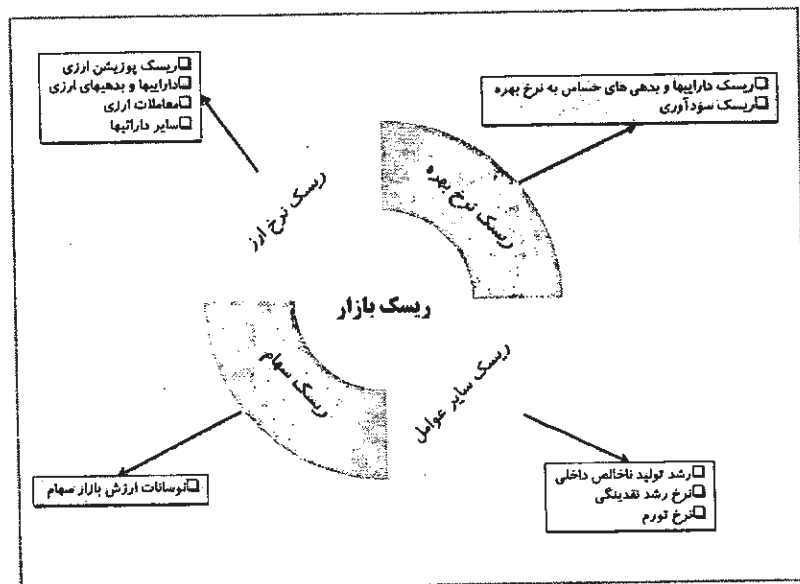 ❑ریسک دارایيها و بدهی های حساس به نرخ بهره
❑ریسک سودآوری
❑ریسک پوزیشن ارزی
❑داراییها و بدهیهای ارزی
❑معاملات ارزی
❑سایر دارائیها
ریسک نرخ بهره
ریسک نرخ ارز
ریسک بازار
ریسک سهام
ریسک سایر عوامل
❑رشد تولید ناخالص داخلی
❑نرخ رشد نقدینگی
❑نرخ تورم
❑نوسانات ارزش بازار سهام